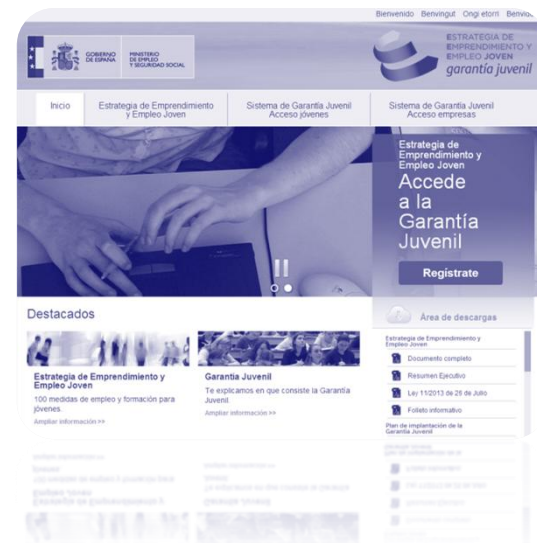 Bienvenido Benvingut Ongi etorri
GOBIERNO
DE ESPAÑA
MINISTERIO
DE EMPLEO
Y SEGURIDAD SOCIAL
ESTRATEGIA DE
EMPRENDIMIENTO Y
EMPLEO JOVEN
garantía juvenil
Inicio
Estrategia de Emprendimiento
y Empleo Joven
Sistema de Garantía Juvenil
Acceso jóvenes
Sistema de Garantía Juvenil
Acceso empresas
Estrategia de
Emprendimiento y
Empleo Joven
Accede
a la
Garantía
Juvenil
Regístrate
Destacados
Estrategia de Emprendimiento y
Empleo Joven
100 medidas de empleo y formación para
jóvenes
Ampliar información >>
Garantía Juvenil
Te explicamos en que consiste la Garantía
Juvenil
Ampliar información >>
Área de descargas
Estrategia de Emprendimiento y
Empleo Joven
Documento completo
Resumen Ejecutivo
Ley 11/2013 de 26 de Julio
Folleto informativo
Plan de implantación de la
Garantía Juvenil